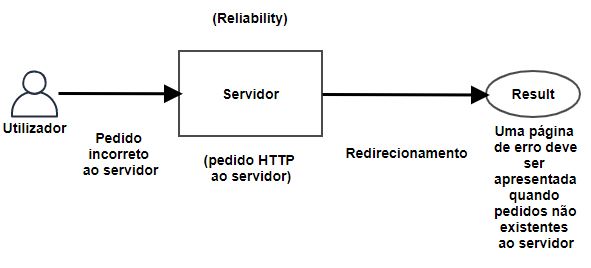 (Reliability)
Servidor
Result
Utilizador
Pedido
incorreto
ao servidor
(pedido HTTP
ao servidor)
Redirecionamento
Uma página
de erro deve
ser
apresentada
quando
pedidos não
existentes
ao servidor